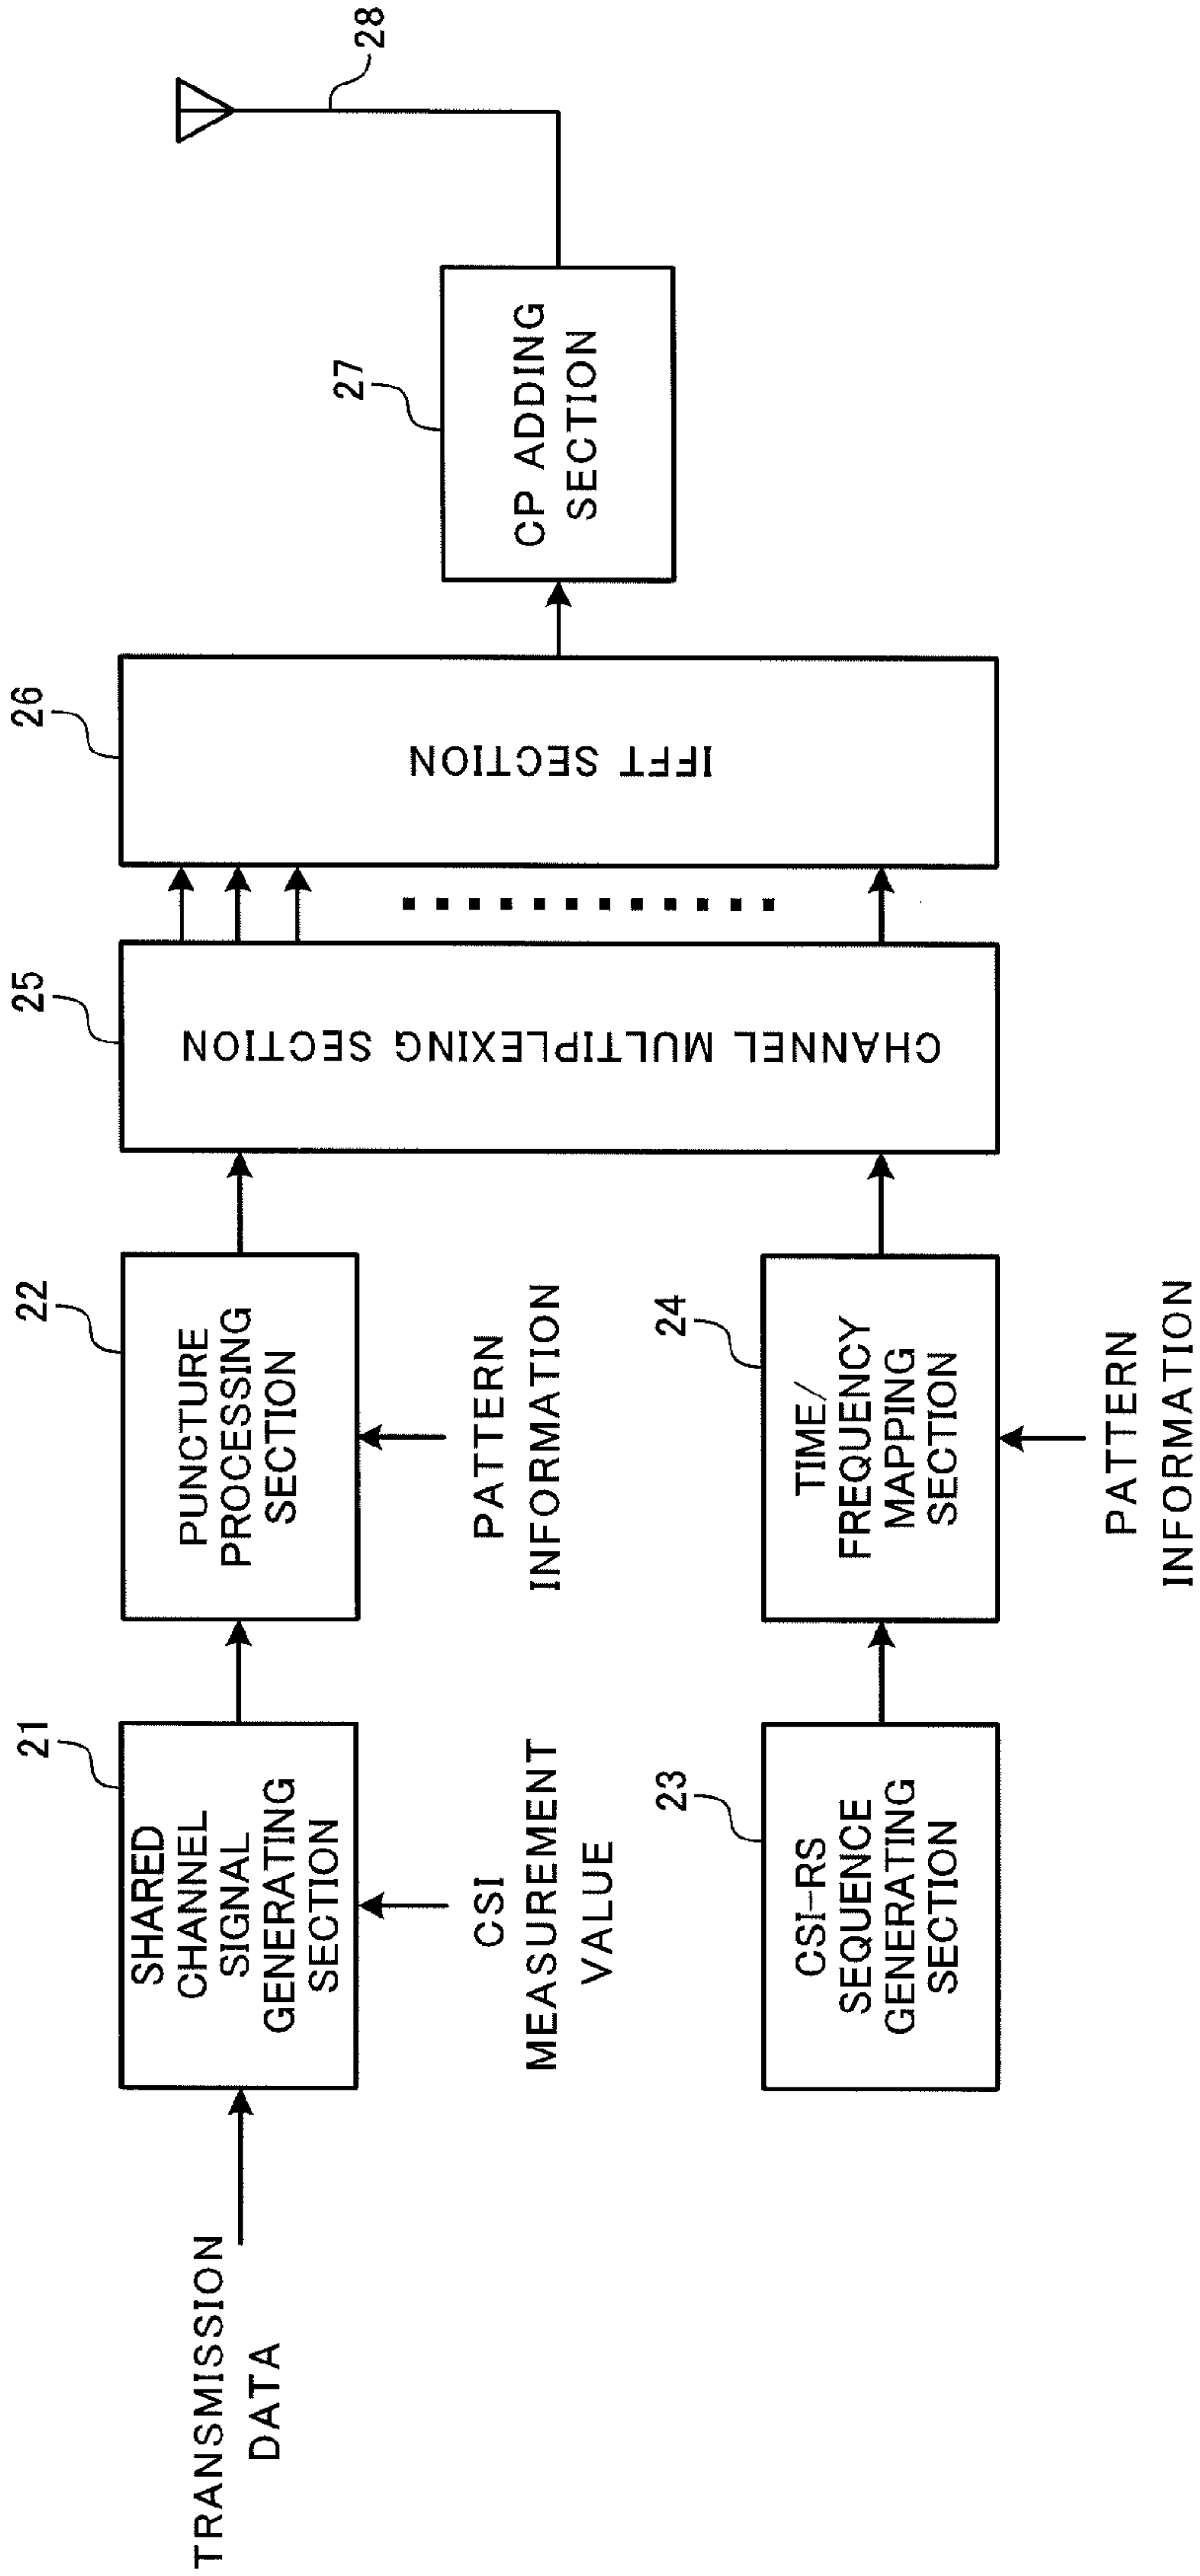 TRANSMISSION
DATA
21
SHARED
CHANNEL
SIGNAL
GENERATING
SECTION
CSI
MEASUREMENT
VALUE
22
PUNCTURE
PROCESSING
SECTION
PATTERN
INFORMATION
23
CSI-RS
SEQUENCE
GENERATING
SECTION
24
TIME/
FREQUENCY
MAPPING
SECTION
PATTERN
INFORMATION
25
CHANNEL MULTIPLEXING SECTION
26
IFFT SECTION
27
CP ADDING
SECTION
28